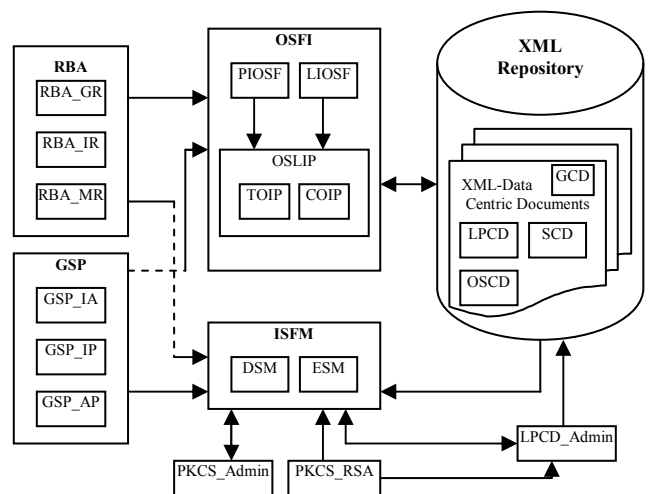 RBA
RBA_GR
RBA_IR
RBA_MR
GSP
GSP_IA
GSP_IP
GSP_AP
OSFI
PIOSF
LIOSF
OSLIP
TOIP
COIP
ISFM
DSM
ESM
PKCS_Admin
PKCS_RSA
LPCD_Admin
XML
Repository
XML-Data
Centric Documents
GCD
LPCD
SCD
OSCD